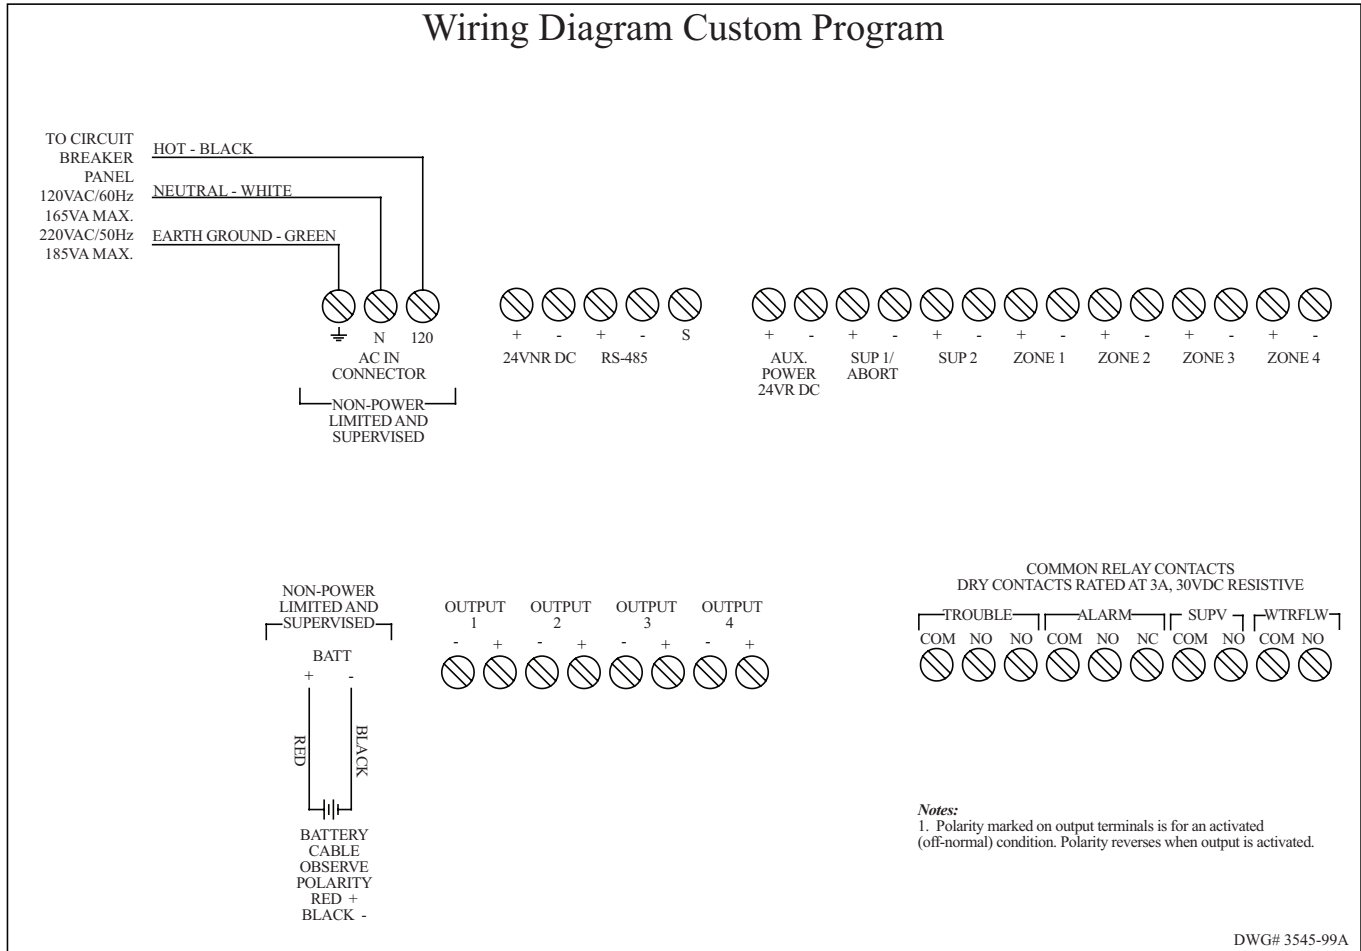 Wiring Diagram Custom Program
TO CIRCUIT
BREAKER
PANEL
120VAC/60Hz
165VA MAX.
220VAC/50Hz
185VA MAX.
HOT - BLACK
NEUTRAL - WHITE
EARTH GROUND - GREEN
N 120
AC IN
CONNECTOR
NON-POWER
LIMITED AND
SUPERVISED
+ - + - S
24VNR DC RS-485
+ - + - + - + - + - + - + -
AUX.
POWER
24VR DC
SUP 1/
ABORT
SUP 2
ZONE 1
ZONE 2
ZONE 3
ZONE 4
NON-POWER
LIMITED AND
SUPERVISED
BATT
+ -
RED
BLACK
BATTERY
CABLE
OBSERVE
POLARITY
RED +
BLACK -
OUTPUT
1
OUTPUT
2
OUTPUT
3
OUTPUT
4
- + - + - + - +
COMMON RELAY CONTACTS
DRY CONTACTS RATED AT 3A, 30VDC RESISTIVE
TROUBLE ALARM SUPV WTRFLW
COM NO NO COM NO NC COM NO COM NO
Notes:
1. Polarity marked on output terminals is for an activated
(off-normal) condition. Polarity reverses when output is activated.
DWG# 3545-99A